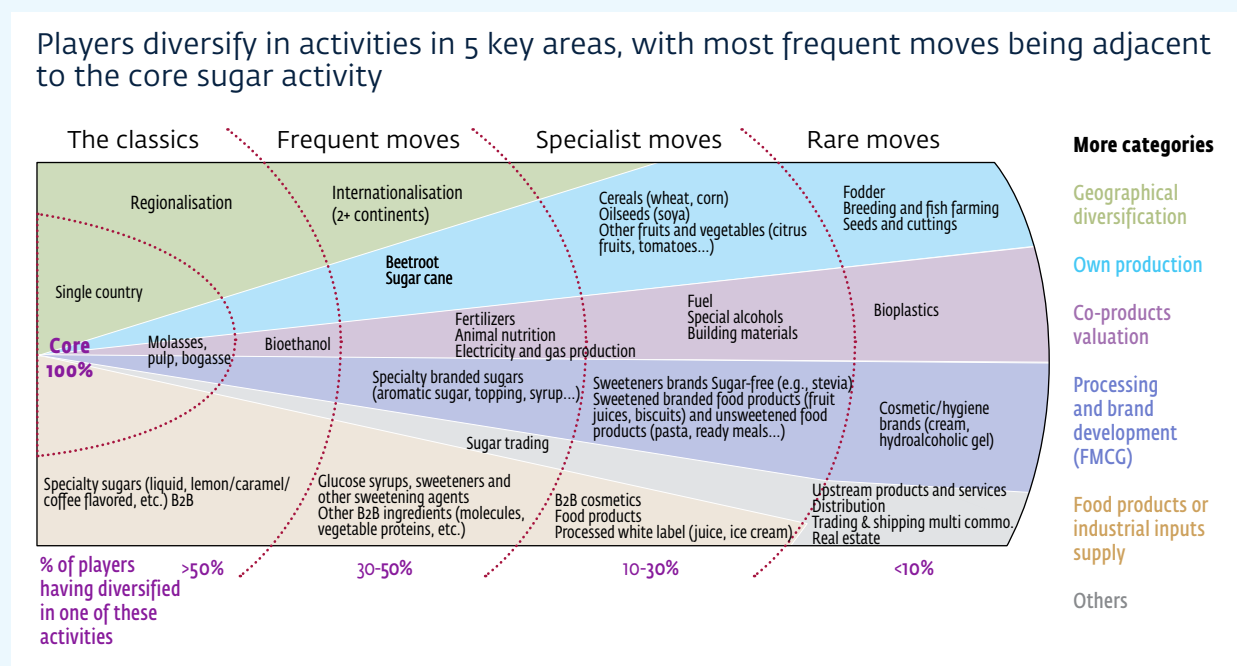 Players diversify in activities in 5 key areas, with most frequent moves being adjacent
to the core sugar activity
The classics
Frequent moves
Specialist moves
Rare moves
Regionalisation
Internationalisation
(2+ continents)
Cereals (wheat, corn)
Oilseeds (soya)
Other fruits and vegetables (citrus
fruits, tomatoes...)
Fodder
Breeding and fish farming
Seeds and cuttings
Beetroot
Sugar cane
Single country
Core
100%
Molasses,
pulp, bogasse
Bioethanol
Fertilizers
Animal nutrition
Electricity and gas production
Fuel
Special alcohols
Building materials
Bioplastics
Specialty branded sugars
(aromatic sugar, topping, syrup...)
Sweeteners brands Sugar-free (e.g., stevia)
Sweetened branded food products (fruit
juices, biscuits) and unsweetened food
products (pasta, ready meals...)
Cosmetic/hygiene
brands (cream,
hydroalcoholic gel)
Sugar trading
Specialty sugars (liquid, lemon/caramel/
coffee flavored, etc.) B2B
Glucose syrups, sweeteners and
other sweetening agents
Other B2B ingredients (molecules,
vegetable proteins, etc.)
B2B cosmetics
Food products
Processed white label (juice, ice cream)
Upstream products and services
Distribution
Trading & shipping multi commo.
Real estate
% of players
having diversified
in one of these
activities
>50%
30-50%
10-30%
<10%
More categories
Geographical
diversification
Own production
Co-products
valuation
Processing
and brand
development
(FMCG)
Food products or
industrial inputs
supply
Others